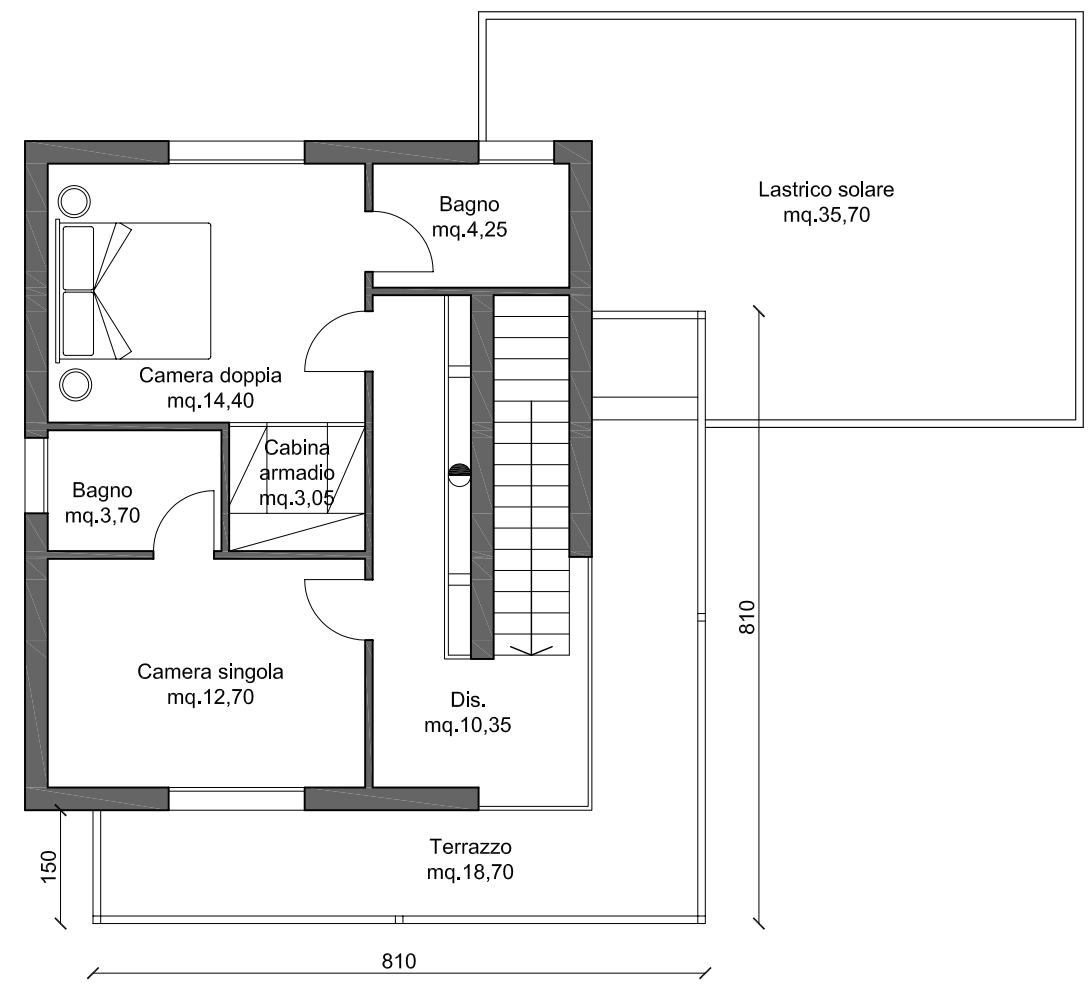 Lastrico solare
mq.35,70
Bagno
mq.4,25
Camera doppia
mq.14,40
Cabina
armadio
mq.3,05
Bagno
mq.3,70
Camera singola
mq.12,70
Dis.
mq.10,35
810
Terrazzo
mq.18,70
150
810